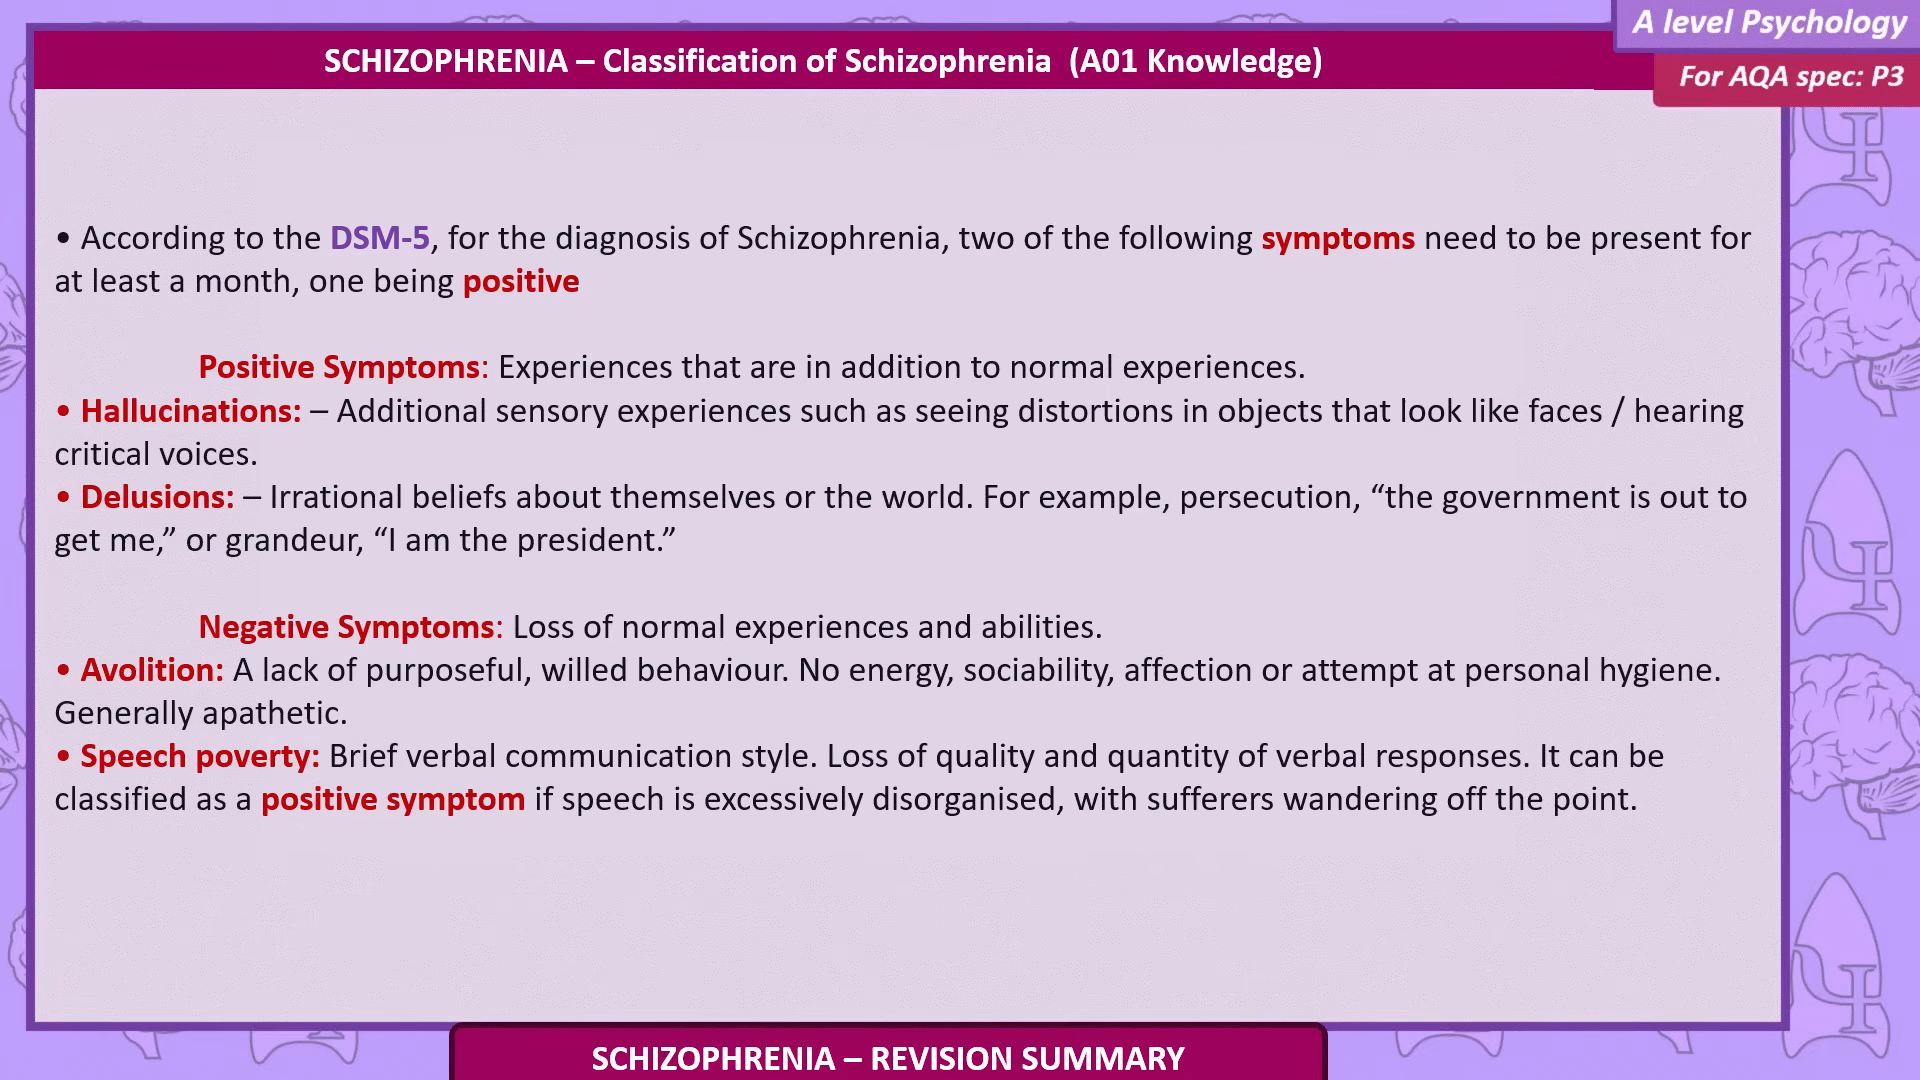 A level Psychology
SCHIZOPHRENIA – Classification of Schizophrenia (A01 Knowledge)
For AQA spec: P3
• According to the DSM-5, for the diagnosis of Schizophrenia, two of the following symptoms need to be present for
at least a month, one being positive
Positive Symptoms: Experiences that are in addition to normal experiences.
• Hallucinations: – Additional sensory experiences such as seeing distortions in objects that look like faces / hearing
critical voices.
• Delusions: – Irrational beliefs about themselves or the world. For example, persecution, “the government is out to
get me,” or grandeur, “I am the president.”
Negative Symptoms: Loss of normal experiences and abilities.
• Avolition: A lack of purposeful, willed behaviour. No energy, sociability, affection or attempt at personal hygiene.
Generally apathetic.
• Speech poverty: Brief verbal communication style. Loss of quality and quantity of verbal responses. It can be
classified as a positive symptom if speech is excessively disorganised, with sufferers wandering off the point.
SCHIZOPHRENIA – REVISION SUMMARY